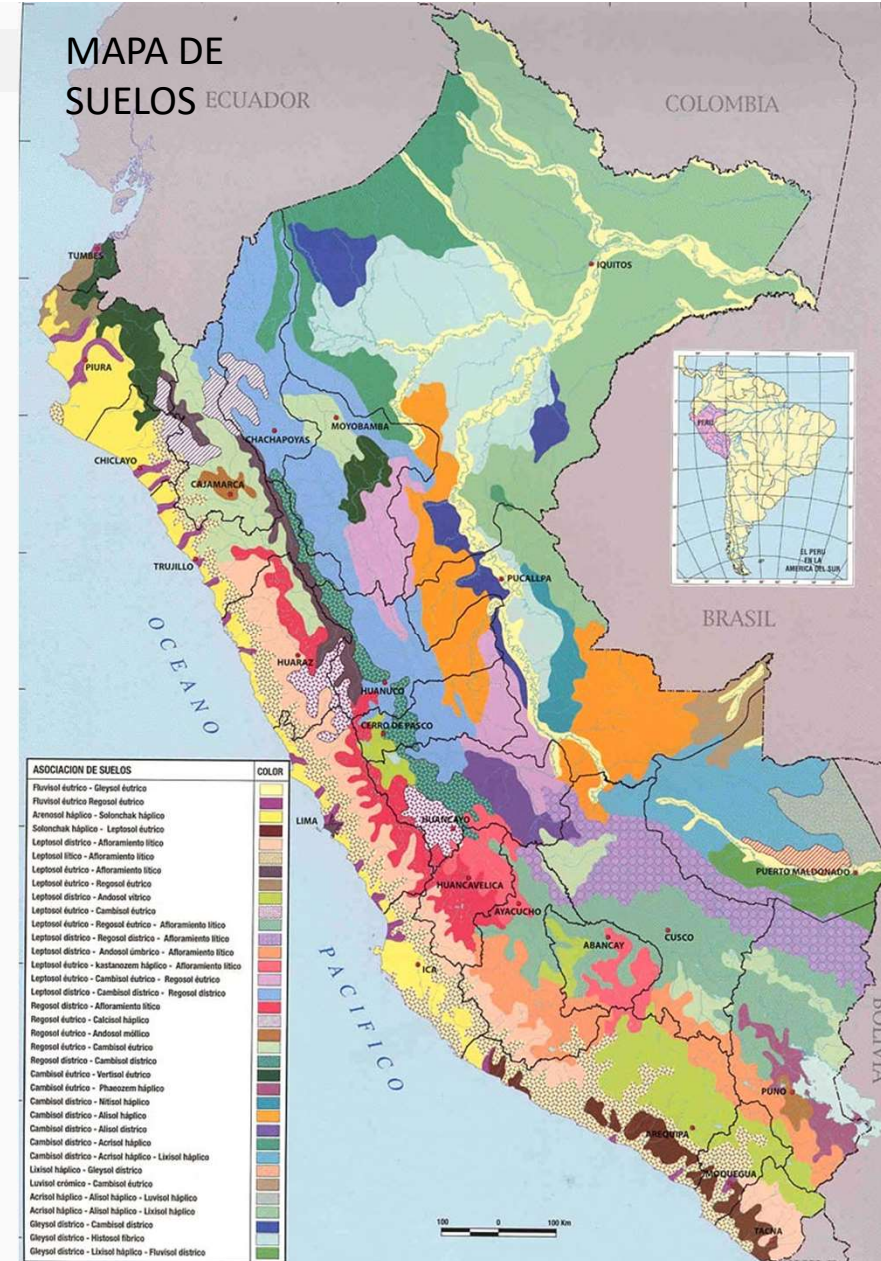 MAPA DE
SUELOS
ECUADOR
COLOMBIA
TUMBES
IQUITOS
PIURA
PERU
CHACHAPOYAS
MOYOBAMBA
CHICLAYO
CAJAMARCA
EL PERU
EN LA
AMERICA DEL SUR
TRUJILLO
PUCALLPA
BRASIL
OCEANO
HUARAZ
HUANUCO
CERRO DE PASCO
LIMA
HUANCAYO
PUERTO MALDONADO
HUANCAVELICA
AYACUCHO
CUSCO
ABANCAY
PACIFICO
ICA
BOLIVIA
PUNO
AREQUIPA
MOQUEGUA
TACNA
100 0 100 Km
ASOCIACION DE SUELOS COLOR
Fluvisol éutrico - Gleysol éutrico
Fluvisol éutrico Regosol éutrico
Arenosol háplico - Solonchak háplico
Solonchak háplico - Leptosol éutrico
Leptosol dístrico - Afloramiento lítico
Leptosol lítico - Afloramiento lítico
Leptosol éutrico - Afloramiento lítico
Leptosol éutrico - Regosol éutrico
Leptosol dístrico - Andosol vítrico
Leptosol éutrico - Cambisol éutrico
Leptosol éutrico - Regosol éutrico - Afloramiento lítico
Leptosol dístrico - Regosol dístrico - Afloramiento lítico
Leptosol dístrico - Andosol úmbrico - Afloramiento lítico
Leptosol éutrico - kastanozem háplico - Afloramiento lítico
Leptosol éutrico - Cambisol éutrico - Regosol éutrico
Leptosol dístrico - Cambisol dístrico - Regosol dístrico
Regosol dístrico - Afloramiento lítico
Regosol éutrico - Calcisol háplico
Regosol éutrico - Andosol móllico
Regosol éutrico - Cambisol éutrico
Regosol dístrico - Cambisol dístrico
Cambisol éutrico - Vertisol éutrico
Cambisol éutrico - Phaeozem háplico
Cambisol dístrico - Nitisol háplico
Cambisol dístrico - Alisol háplico
Cambisol dístrico - Alisol dístrico
Cambisol dístrico - Acrisol háplico
Cambisol dístrico - Acrisol háplico - Lixisol háplico
Lixisol háplico - Gleysol dístrico
Luvisol crómico - Cambisol éutrico
Acrisol háplico - Alisol háplico - Luvisol háplico
Acrisol háplico - Alisol háplico - Lixisol háplico
Gleysol dístrico - Cambisol dístrico
Gleysol dístrico - Histosol fíbrico
Gleysol dístrico - Lixisol háplico - Fluvisol dístrico